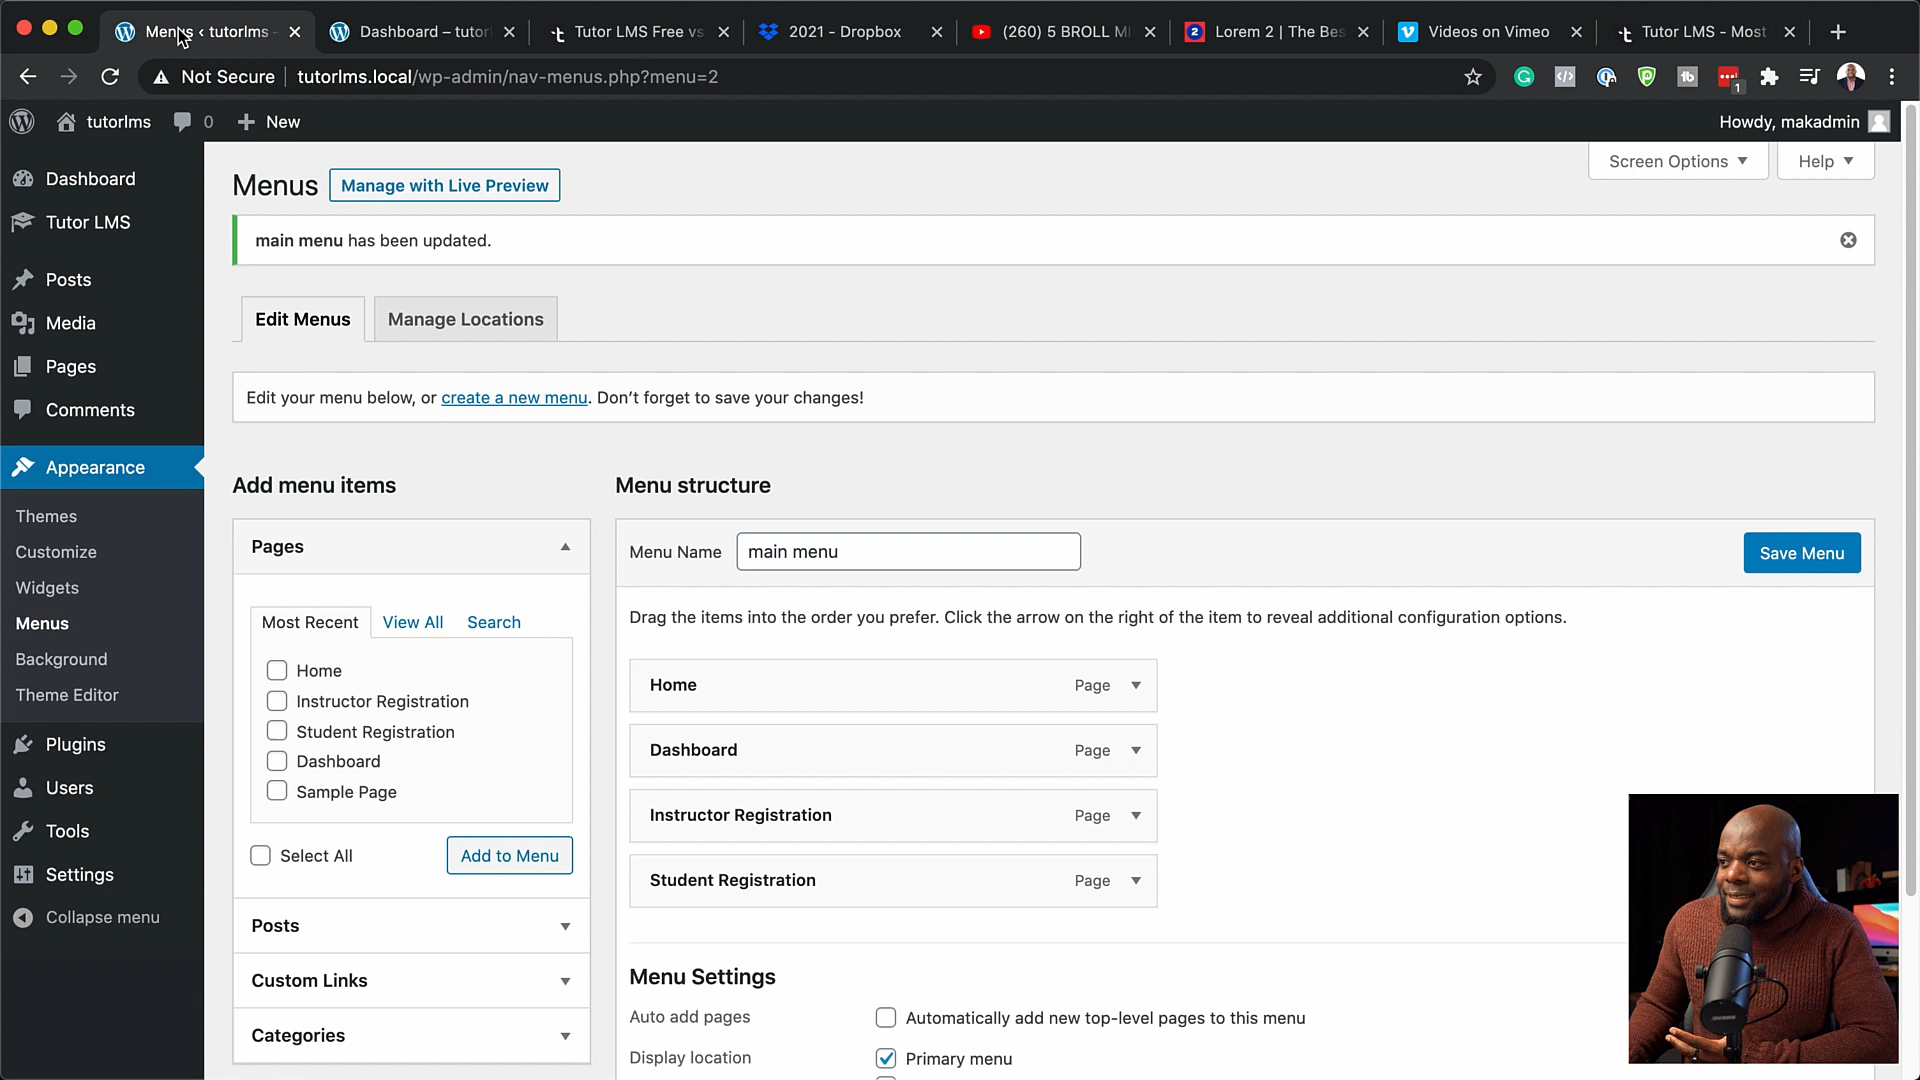 Menus ‹ tutorlms -
Dashboard – tutor
Tutor LMS Free vs
2021 - Dropbox
(260) 5 BROLL MI
Lorem 2 | The Bes
Videos on Vimeo
Tutor LMS - Most
Not Secure
tutorlms.local/wp-admin/nav-menus.php?menu=2
1
tutorlms
0
New
Howdy, makadmin
Dashboard
Tutor LMS
Posts
Media
Pages
Comments
Appearance
Themes
Customize
Widgets
Menus
Background
Theme Editor
Plugins
Users
Tools
Settings
Collapse menu
Screen Options
Help
Menus
Manage with Live Preview
main menu has been updated.
Edit Menus
Manage Locations
Edit your menu below, or create a new menu. Don’t forget to save your changes!
Add menu items
Pages
Most Recent
View All
Search
Home
Instructor Registration
Student Registration
Dashboard
Sample Page
Select All
Add to Menu
Posts
Custom Links
Categories
Menu structure
Menu Name
main menu
Save Menu
Drag the items into the order you prefer. Click the arrow on the right of the item to reveal additional configuration options.
Home
Page
Dashboard
Page
Instructor Registration
Page
Student Registration
Page
Menu Settings
Auto add pages
Automatically add new top-level pages to this menu
Display location
Primary menu